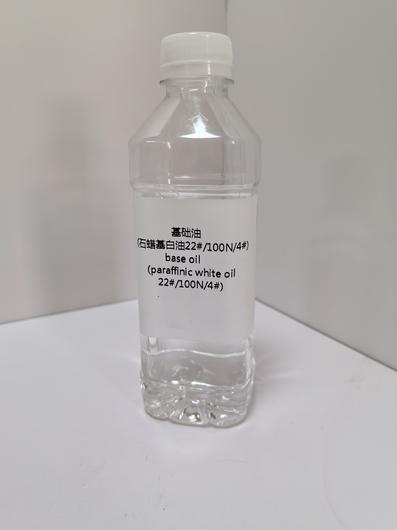 基础油
(石蜡基白油22#/100N/4#)
base oil
(paraffinic white oil
22#/100N/4#)